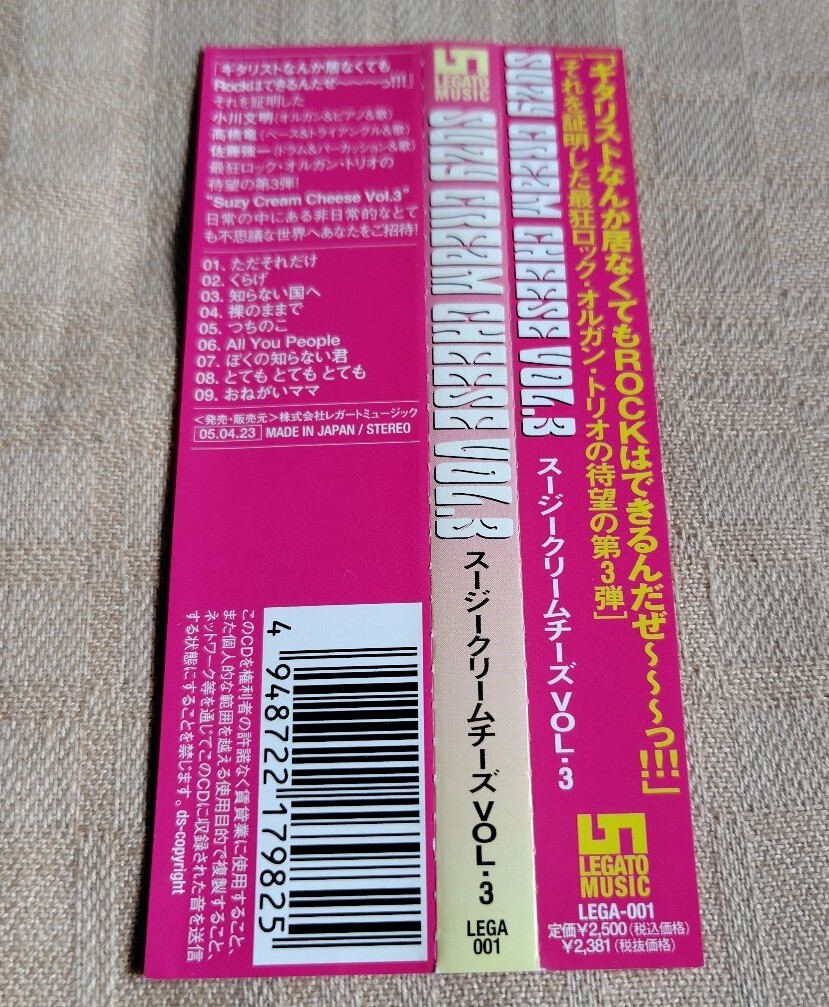 「ギタリストなんか居なくても
Rockはできるんだぜ〜〜〜〜っ!!!」
それを証明した
小川文明(オルガン&ピアノ&歌)
高橋竜(ベース&トライアングル&歌)
佐藤強一(ドラム&パーカッション&歌)
最狂ロック・オルガン・トリオの
待望の第3弾!
"Suzy Cream Cheese Vol.3"
日常の中にある非日常的なとて
も不思議な世界へあなたをご招待!
01. ただそれだけ
02. くらげ
03. 知らない国へ
04. 裸のままで
05. つちのこ
06. All You People
07. ぼくの知らない君
08. とても とても とても
09. おねがいママ
<発売・販売元>株式会社レガートミュージック
05.04.23 MADE IN JAPAN / STEREO
4 948722 179825
このCDを権利者の許諾なく賃貸業に使用すること、
また個人的な範囲を越える使用目的で複製すること、
ネットワーク等を通じてこのCDに収録された音を送信
する状態にすることを禁じます。ds-copyright
LEGATO
MUSIC
SUZY CREAM CHEESE VOL.3
スージークリームチーズ VOL.3
LEGA
001
「ギタリストなんか居なくてもROCKはできるんだぜ〜〜〜っ!!!」
[それを証明した最狂ロック・オルガン・トリオの待望の第3弾]
SUZY CREAM CHEESE VOL.3
スージークリームチーズ VOL.3
LEGATO
MUSIC
LEGA-001
定価¥2,500(税込価格)
¥2,381(税抜価格)